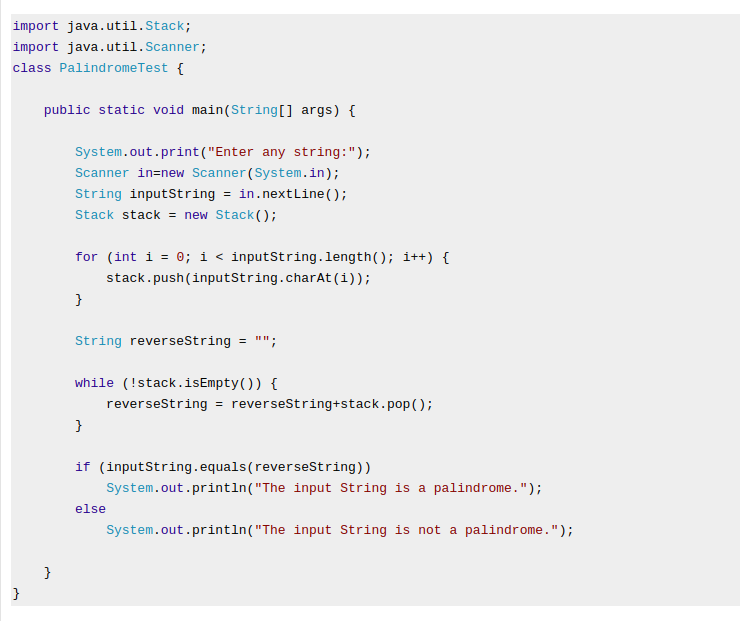 import java.util.Stack;
import java.util.Scanner;
class PalindromeTest {
    public static void main(String[] args) {
        System.out.print("Enter any string:");
        Scanner in=new Scanner(System.in);
        String inputString = in.nextLine();
        Stack stack = new Stack();
        for (int i = 0; i < inputString.length(); i++) {
            stack.push(inputString.charAt(i));
        }
        String reverseString = "";
        while (!stack.isEmpty()) {
            reverseString = reverseString+stack.pop();
        }
        if (inputString.equals(reverseString))
            System.out.println("The input String is a palindrome.");
        else
            System.out.println("The input String is not a palindrome.");
    }
}